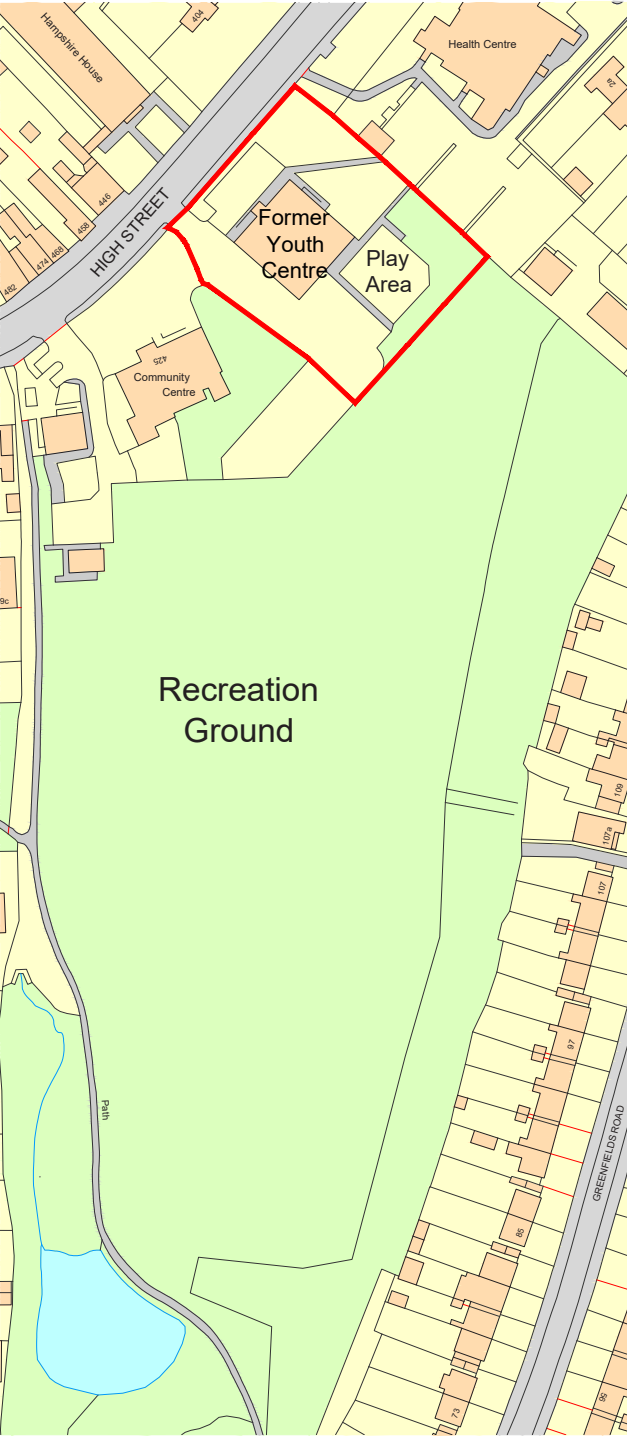 Hampshire House
404
Health Centre
2a
446
458
468
474
482
HIGH STREET
Former
Youth
Centre
Play
Area
425
Community
Centre
9c
Recreation
Ground
109
107a
107
97
Path
GREENFIELDS ROAD
85
73